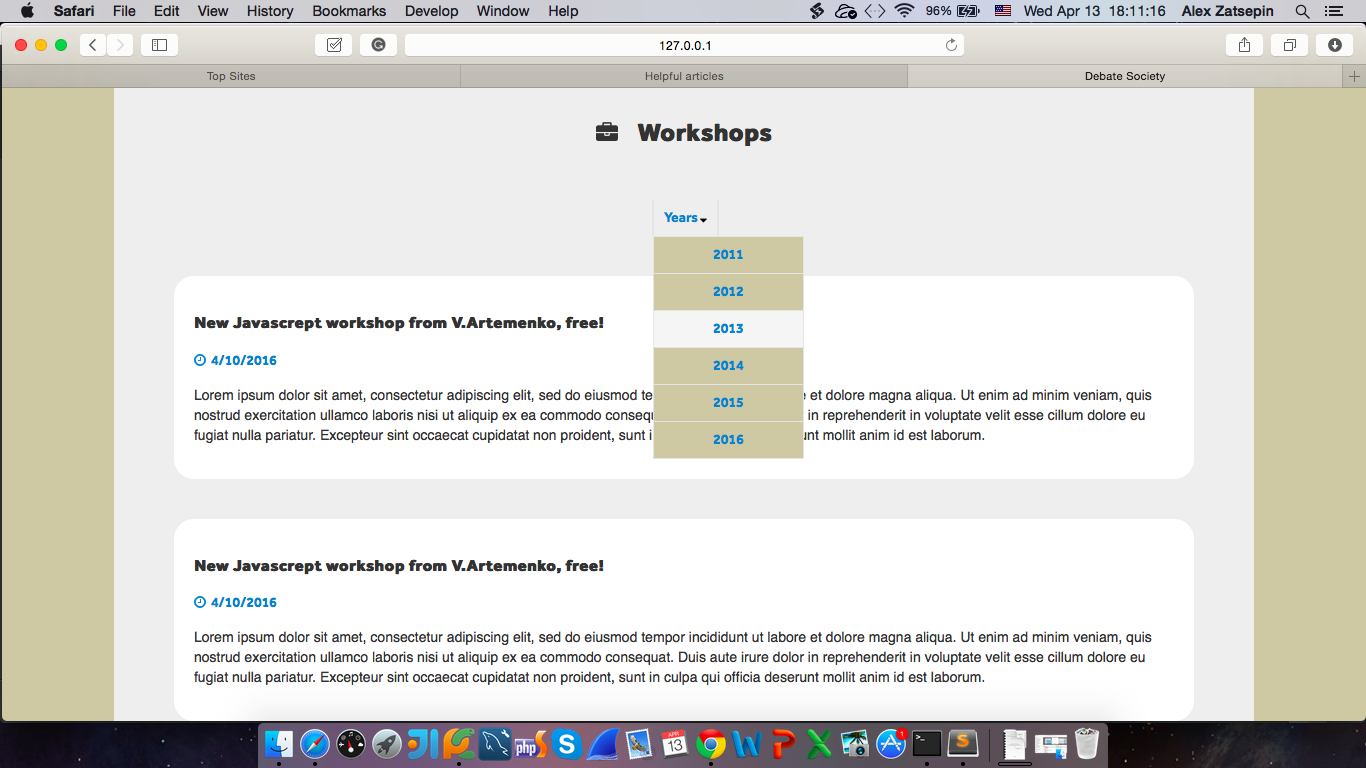 Safari File Edit View History Bookmarks Develop Window Help 96% Wed Apr 13 18:11:16 Alex Zatsepin
127.0.0.1
Top Sites Helpful articles Debate Society
Workshops
Years
2011
2012
2013
2014
2015
2016
New Javascrept workshop from V.Artemenko, free!
4/10/2016
Lorem ipsum dolor sit amet, consectetur adipiscing elit, sed do eiusmod te et dolore magna aliqua. Ut enim ad minim veniam, quis
nostrud exercitation ullamco laboris nisi ut aliquip ex ea commodo consequ in reprehenderit in voluptate velit esse cillum dolore eu
fugiat nulla pariatur. Excepteur sint occaecat cupidatat non proident, sunt i unt mollit anim id est laborum.
New Javascrept workshop from V.Artemenko, free!
4/10/2016
Lorem ipsum dolor sit amet, consectetur adipiscing elit, sed do eiusmod tempor incididunt ut labore et dolore magna aliqua. Ut enim ad minim veniam, quis
nostrud exercitation ullamco laboris nisi ut aliquip ex ea commodo consequat. Duis aute irure dolor in reprehenderit in voluptate velit esse cillum dolore eu
fugiat nulla pariatur. Excepteur sint occaecat cupidatat non proident, sunt in culpa qui officia deserunt mollit anim id est laborum.
php
APR
13
1